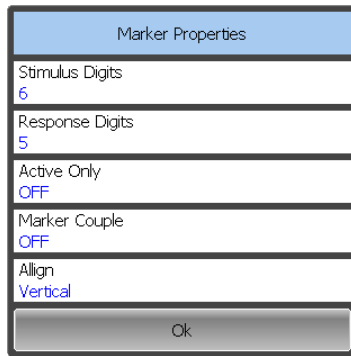 Marker Properties
Stimulus Digits
6
Response Digits
5
Active Only
OFF
Marker Couple
OFF
Allign
Vertical
Ok